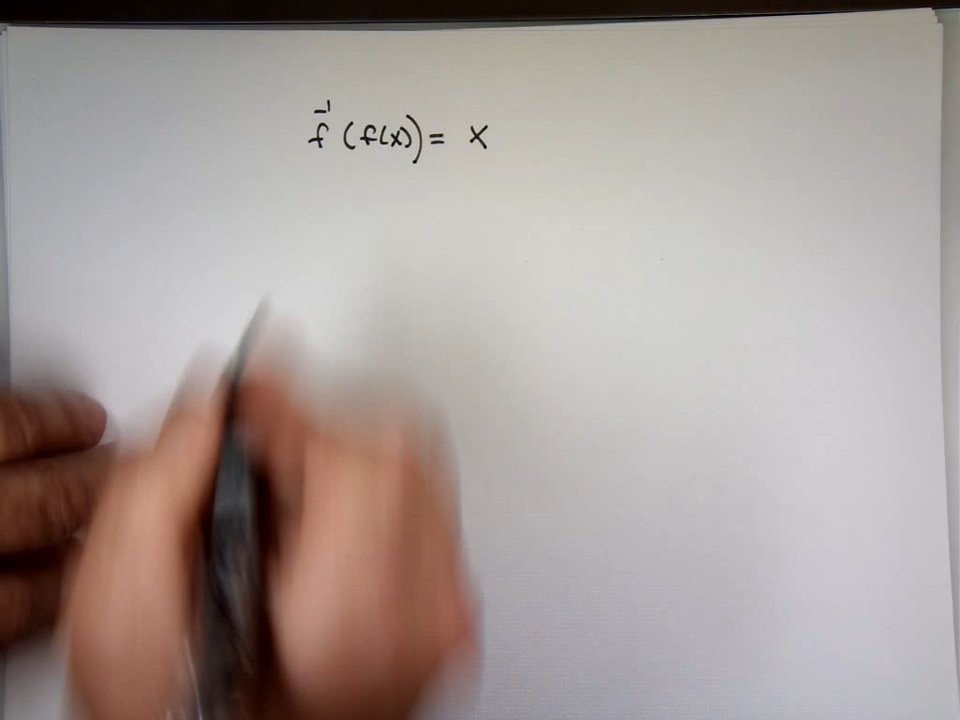 f⁻¹ (f(x)) = x